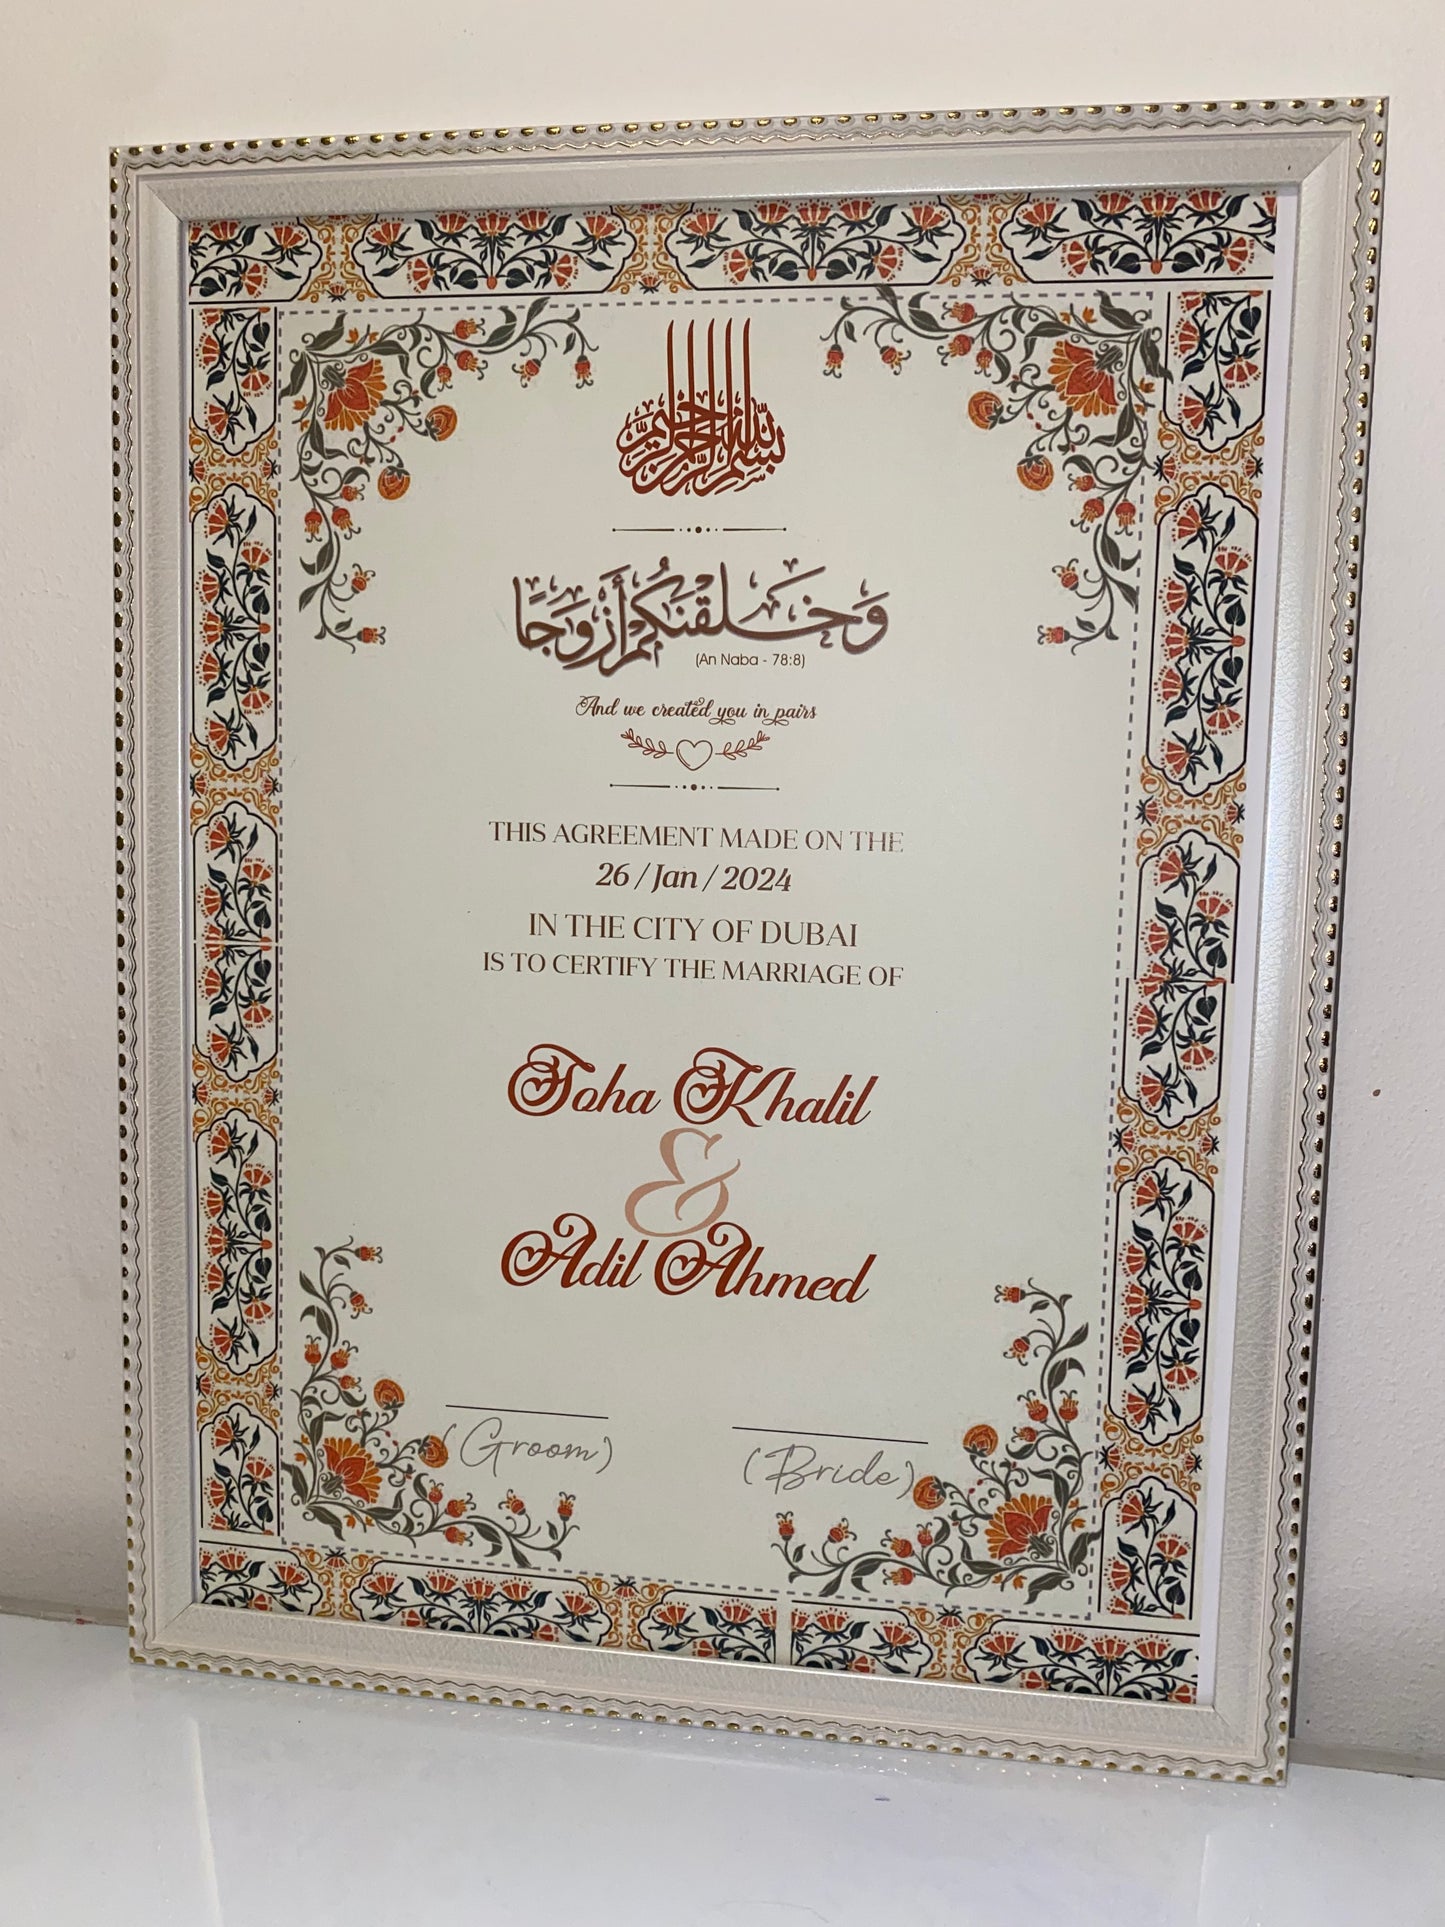 بسم الله الرحمن الرحيم
وَخَلَقْنَكُمْ أَزْوَجًا
(An Naba - 78:8)
And we created you in pairs
THIS AGREEMENT MADE ON THE
26 / Jan / 2024
IN THE CITY OF DUBAI
IS TO CERTIFY THE MARRIAGE OF
Soha Khalil
&
Adil Ahmed
(Groom) (Bride)